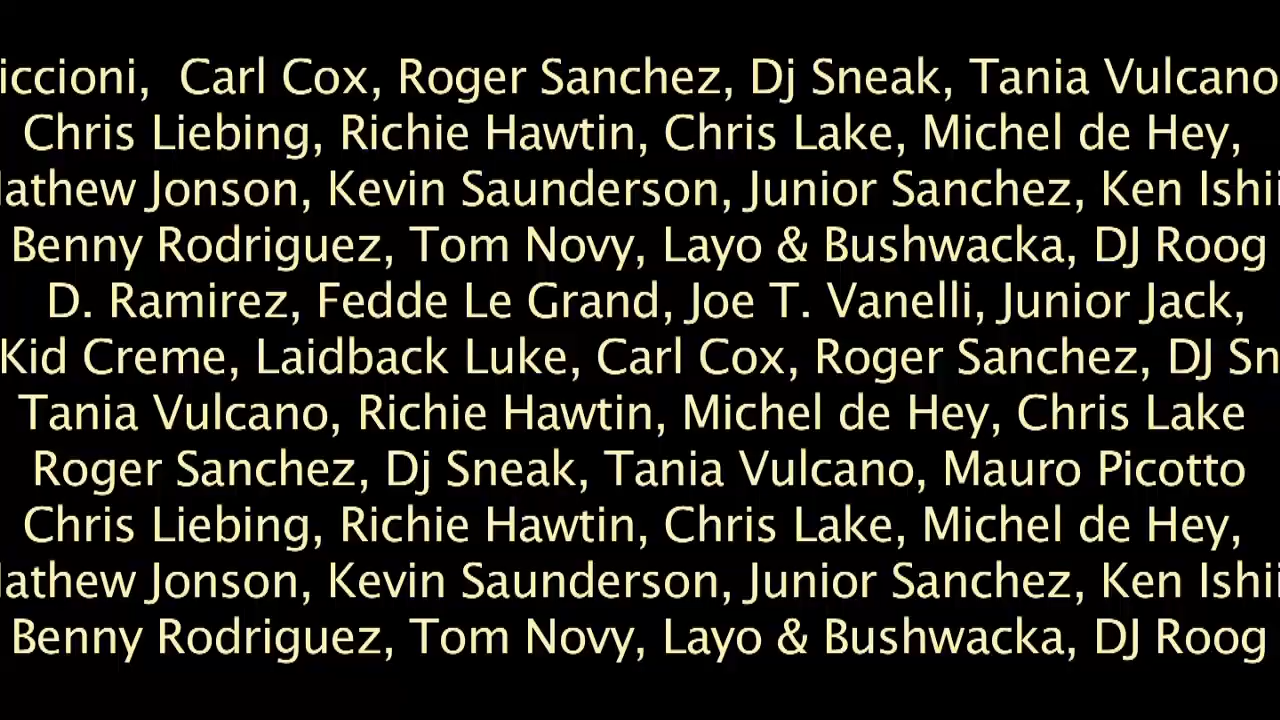 iccioni, Carl Cox, Roger Sanchez, Dj Sneak, Tania Vulcano
Chris Liebing, Richie Hawtin, Chris Lake, Michel de Hey,
athew Jonson, Kevin Saunderson, Junior Sanchez, Ken Ishii
Benny Rodriguez, Tom Novy, Layo & Bushwacka, DJ Roog
D. Ramirez, Fedde Le Grand, Joe T. Vanelli, Junior Jack,
Kid Creme, Laidback Luke, Carl Cox, Roger Sanchez, DJ Sn
Tania Vulcano, Richie Hawtin, Michel de Hey, Chris Lake
Roger Sanchez, Dj Sneak, Tania Vulcano, Mauro Picotto
Chris Liebing, Richie Hawtin, Chris Lake, Michel de Hey,
athew Jonson, Kevin Saunderson, Junior Sanchez, Ken Ishii
Benny Rodriguez, Tom Novy, Layo & Bushwacka, DJ Roog